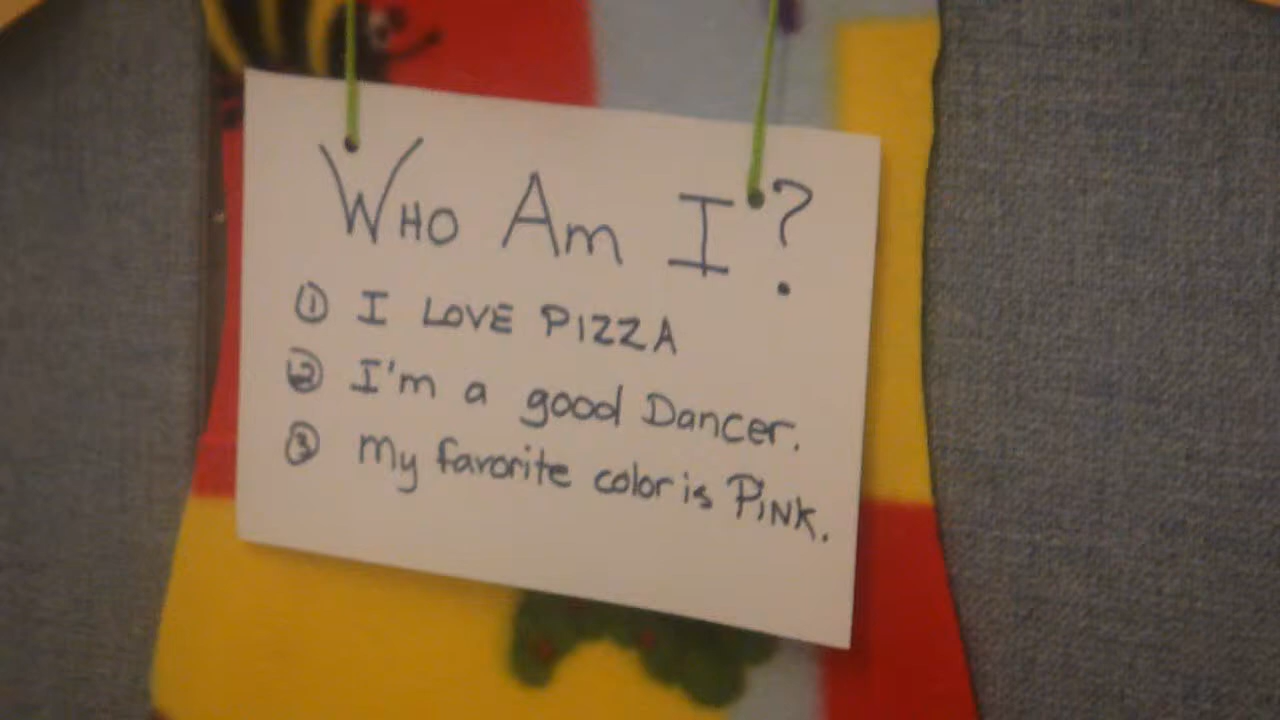 Who Am I?
① I LOVE PIZZA
② I'm a good Dancer.
③ My favorite color is Pink.